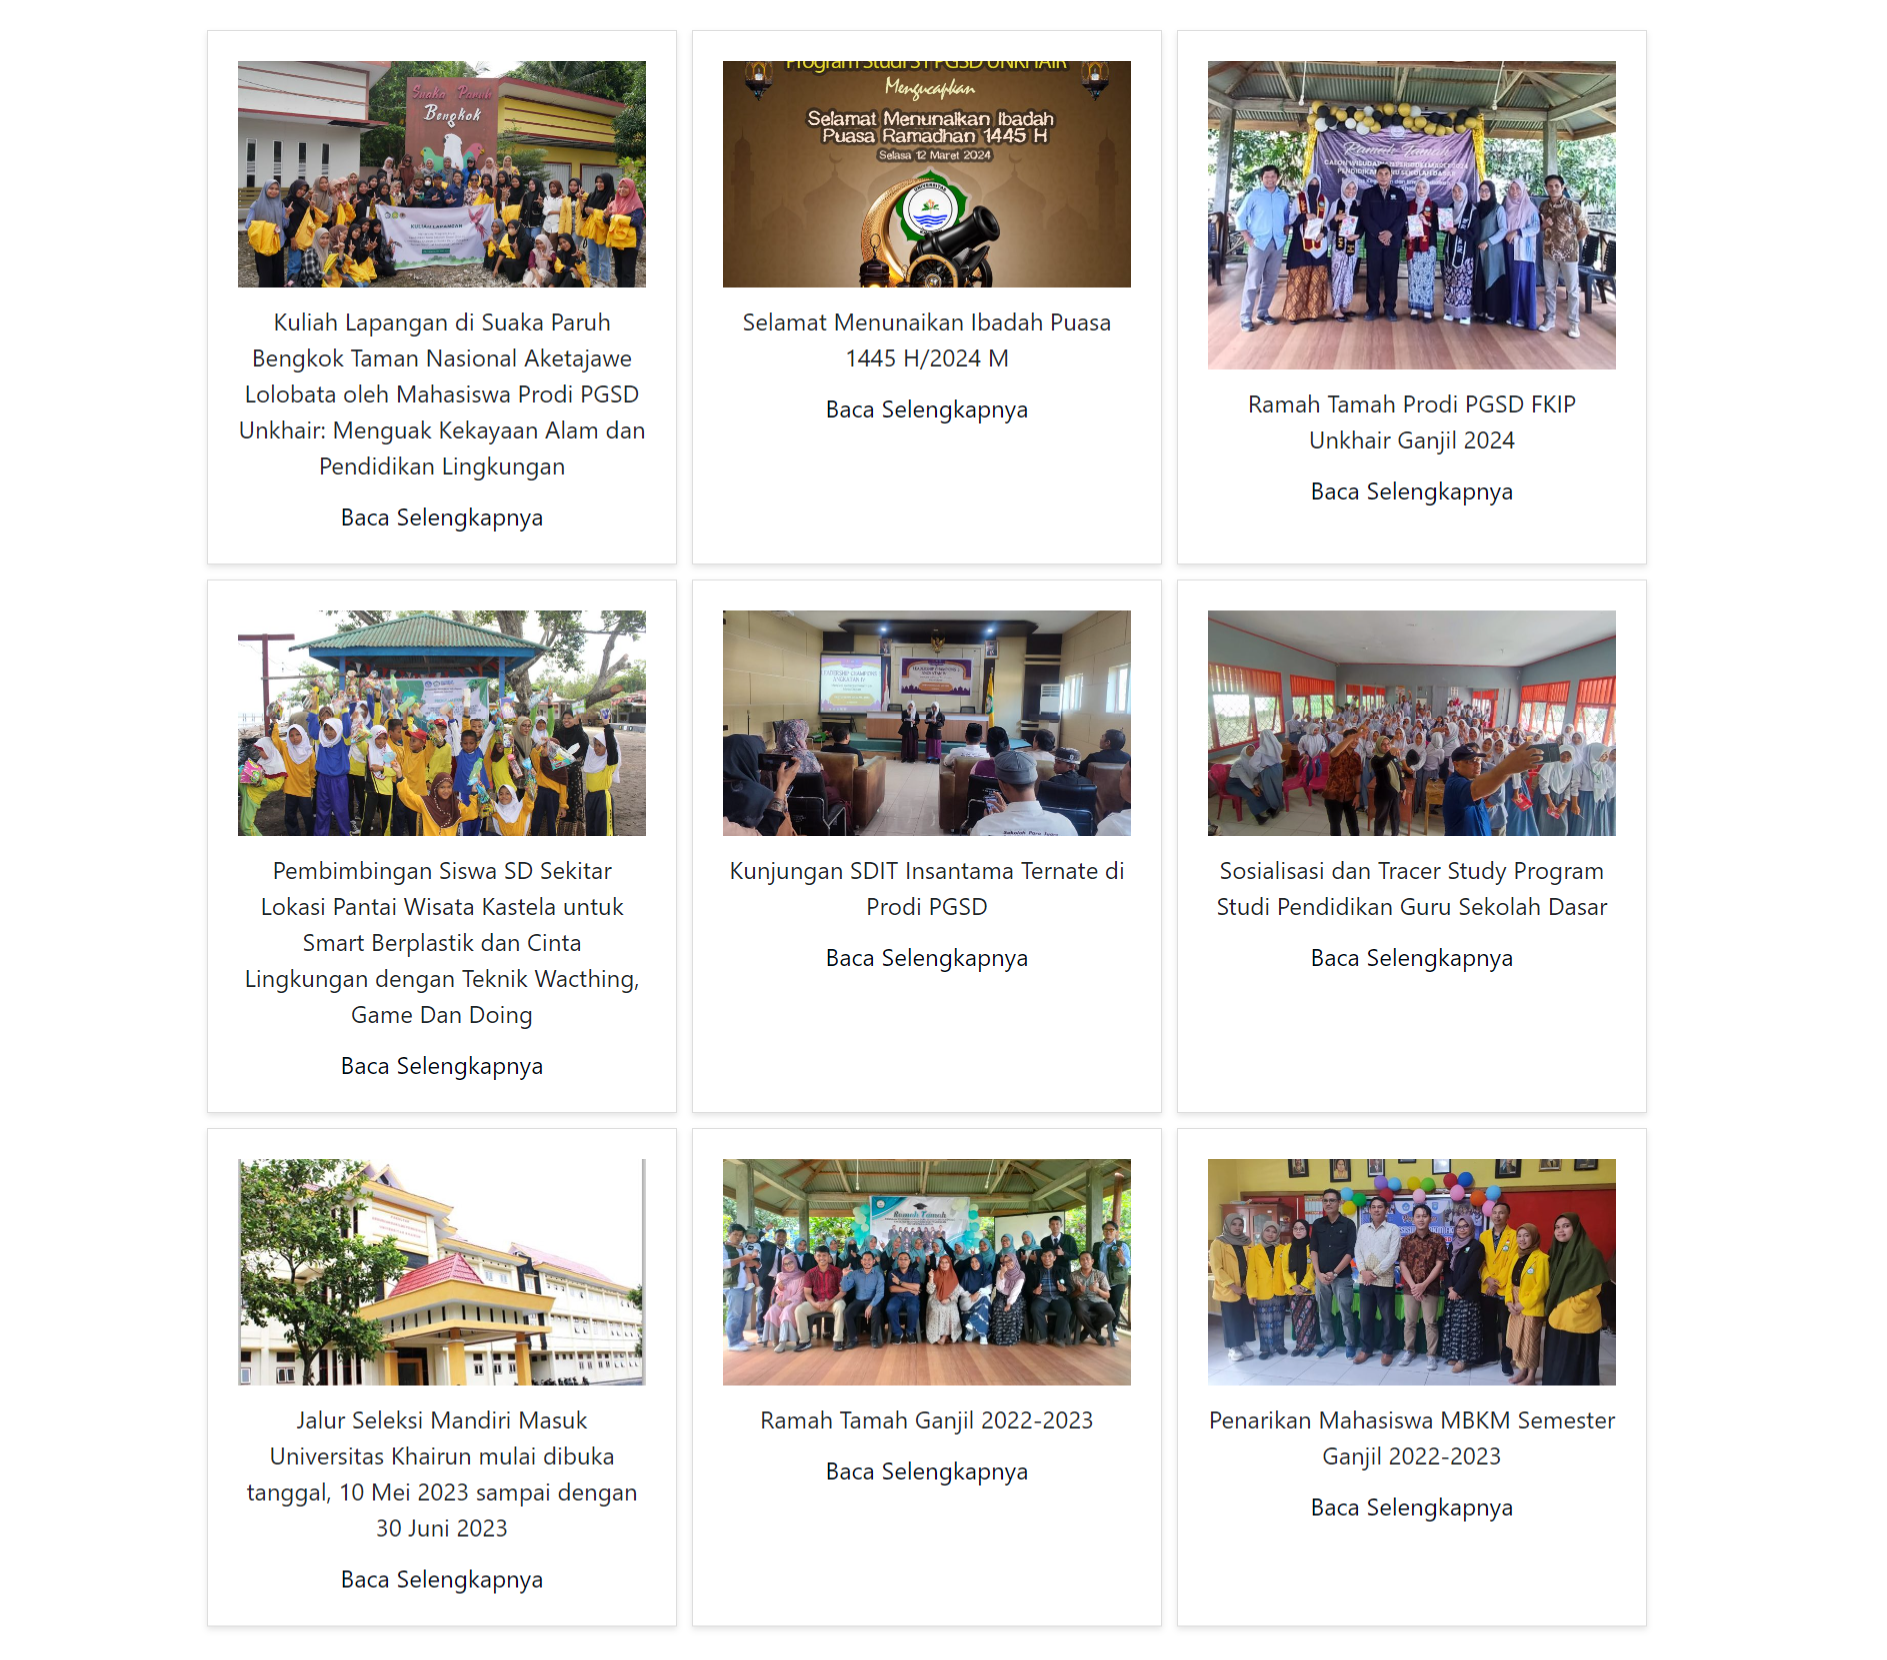 Suaka Paruh
Bengkok
KULIAH LAPANGAN
Kuliah Lapangan di Suaka Paruh
Bengkok Taman Nasional Aketajawe
Lolobata oleh Mahasiswa Prodi PGSD
Unkhair: Menguak Kekayaan Alam dan
Pendidikan Lingkungan
Baca Selengkapnya
Program Studi S1 PGSD UNKHAIR
Mengucapkan
Selamat Menunaikan Ibadah
Puasa Ramadhan 1445 H
Selasa 12 Maret 2024
Selamat Menunaikan Ibadah Puasa
1445 H/2024 M
Baca Selengkapnya
Ramah Tamah
Ramah Tamah Prodi PGSD FKIP
Unkhair Ganjil 2024
Baca Selengkapnya
Pembimbingan Siswa SD Sekitar
Lokasi Pantai Wisata Kastela untuk
Smart Berplastik dan Cinta
Lingkungan dengan Teknik Wacthing,
Game Dan Doing
Baca Selengkapnya
ANGKATAN IV
Kunjungan SDIT Insantama Ternate di
Prodi PGSD
Baca Selengkapnya
Sosialisasi dan Tracer Study Program
Studi Pendidikan Guru Sekolah Dasar
Baca Selengkapnya
Jalur Seleksi Mandiri Masuk
Universitas Khairun mulai dibuka
tanggal, 10 Mei 2023 sampai dengan
30 Juni 2023
Baca Selengkapnya
Ramah Tamah
Ramah Tamah Ganjil 2022-2023
Baca Selengkapnya
Penarikan Mahasiswa MBKM Semester
Ganjil 2022-2023
Baca Selengkapnya